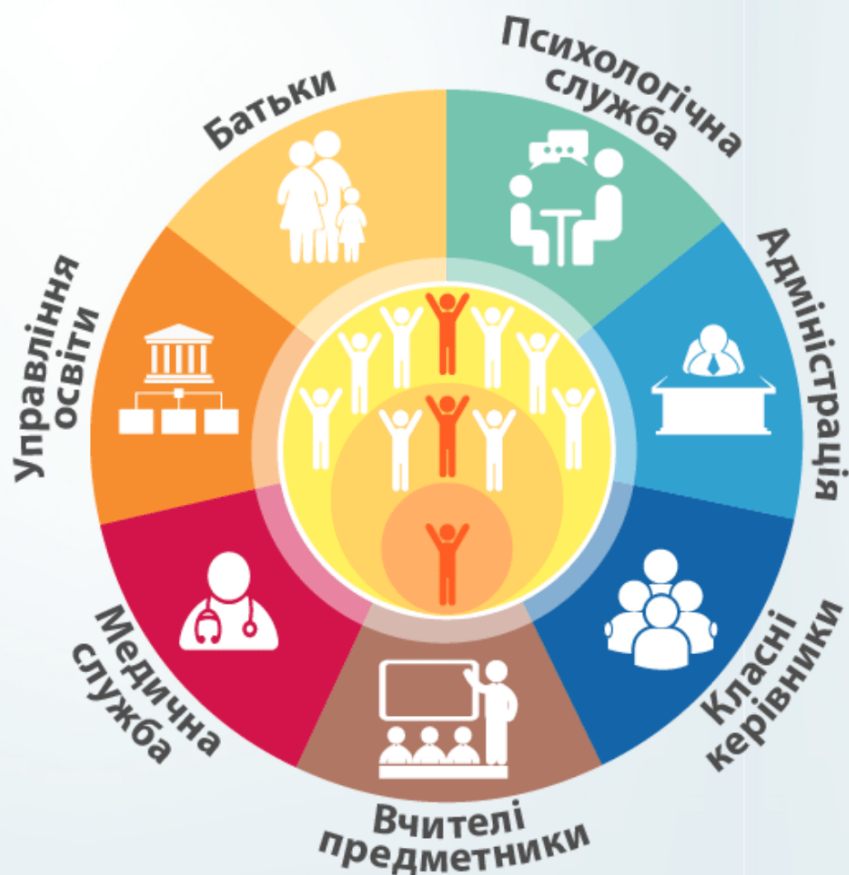 Психологічна
служба
Адміністрація
Класні
керівники
Вчителі
предметники
Медична
служба
Управління
освіти
Батьки